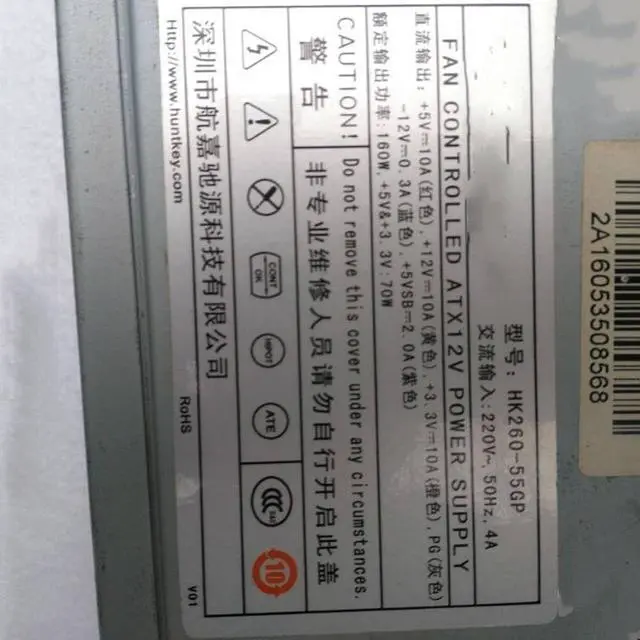 型号: HK260-55GP
交流输入: 220V~, 50Hz, 4A
FAN CONTROLLED ATX12V POWER SUPPLY
直流输出: +5V⎓10A(红色), +12V⎓10A(黄色), +3.3V⎓10A(橙色), PG(灰色)
-12V⎓0.3A(蓝色), +5VSB⎓2.0A(紫色)
额定输出功率: 160W, +5V&+3.3V:70W
CAUTION! Do not remove this cover under any circumstances.
警告 非专业维修人员请勿自行开启此盖
CONT
OK
HIPOT
ATE
CCC
S&E
10
深圳市航嘉驰源科技有限公司
Http://www.huntkey.com
RoHS
V01
2A16053508568